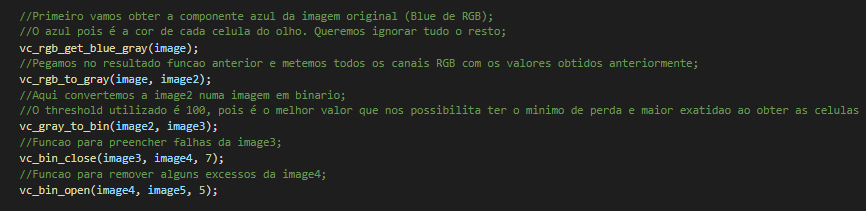 //Primeiro vamos obter a componente azul da imagem original (Blue de RGB);
//O azul pois é a cor de cada celula do olho. Queremos ignorar tudo o resto;
vc_rgb_get_blue_gray(image);
//Pegamos no resultado funcao anterior e metemos todos os canais RGB com os valores obtidos anteriormente;
vc_rgb_to_gray(image, image2);
//Aqui convertemos a image2 numa imagem em binario;
//O threshold utilizado é 100, pois é o melhor valor que nos possibilita ter o minimo de perda e maior exatidao ao obter as celulas
vc_gray_to_bin(image2, image3);
//Funcao para preencher falhas da image3;
vc_bin_close(image3, image4, 7);
//Funcao para remover alguns excessos da image4;
vc_bin_open(image4, image5, 5);